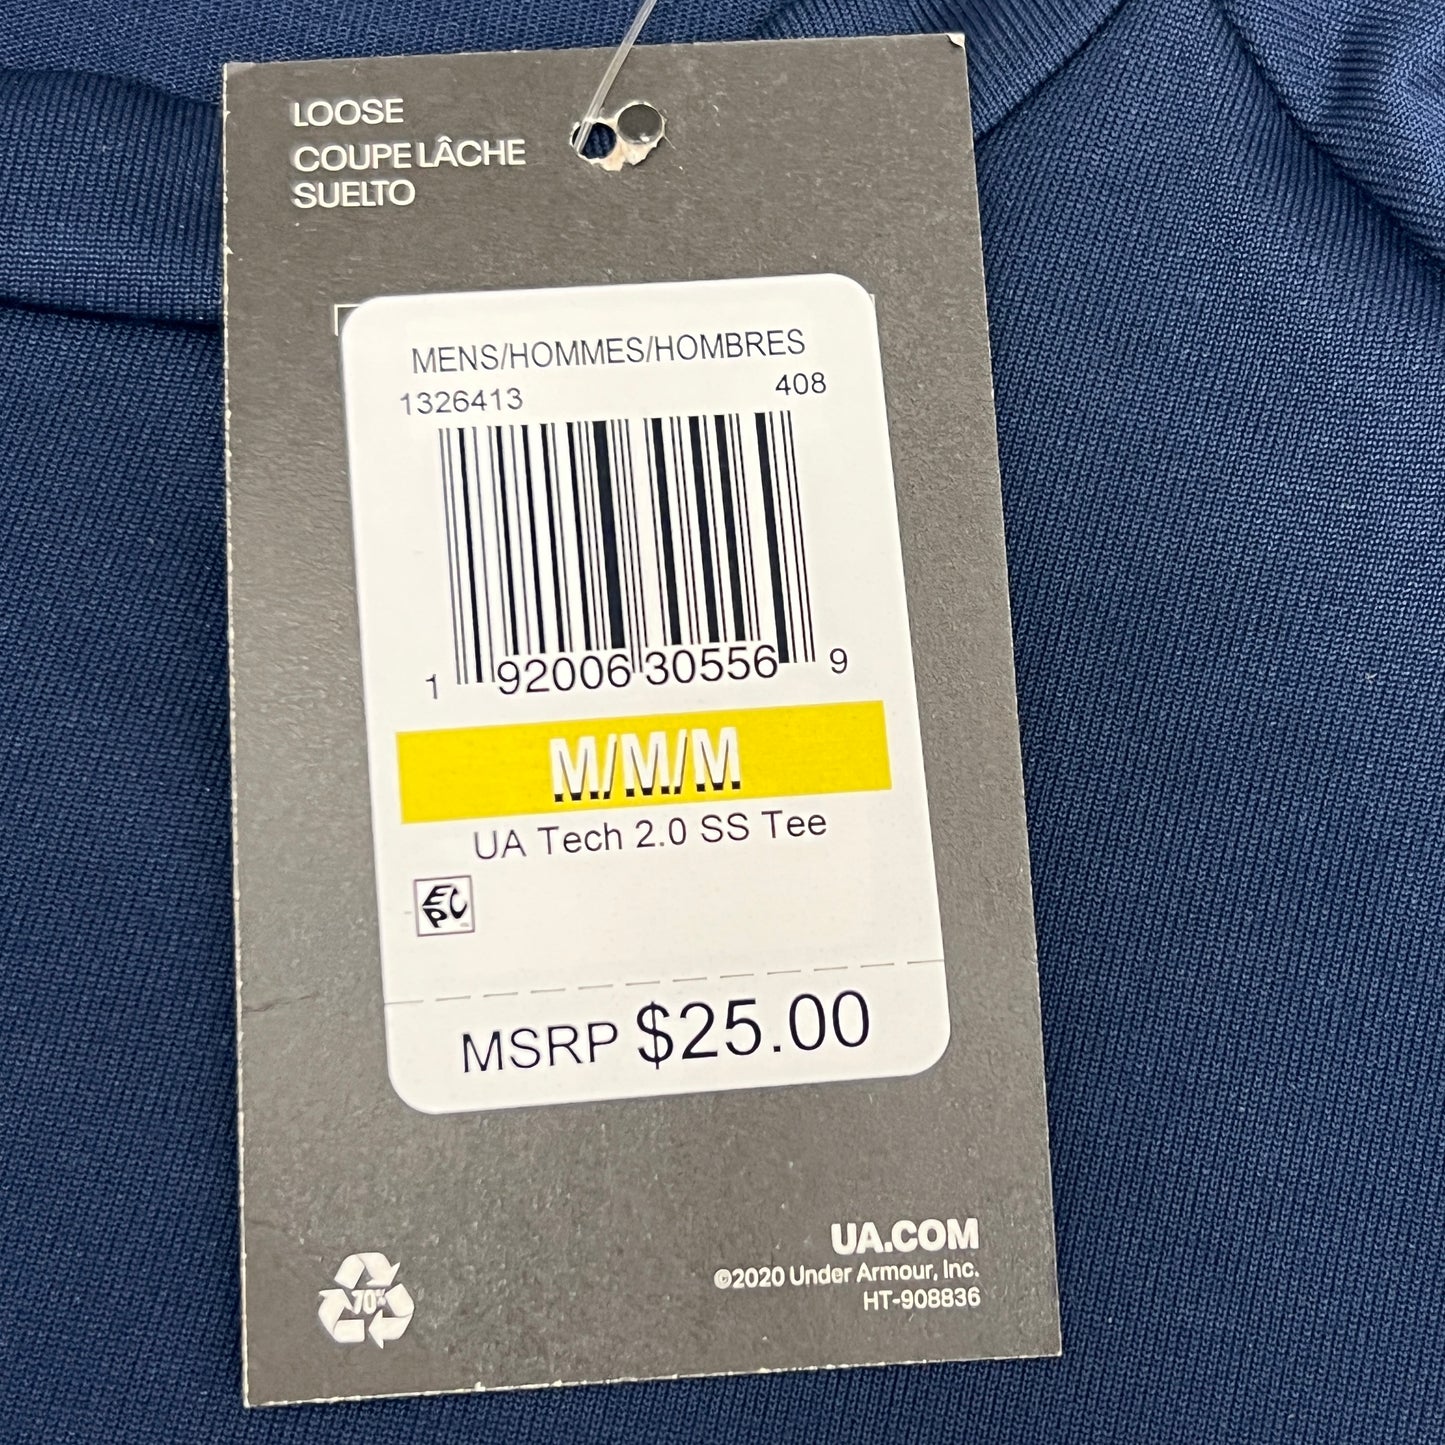 LOOSE
COUPE LÂCHE
SUELTO
MENS/HOMMES/HOMBRES
1326413 408
1 92006 30556 9
M/M/M
UA Tech 2.0 SS Tee
EPC
MSRP $25.00
UA.COM
©2020 Under Armour, Inc.
HT-908836
70%